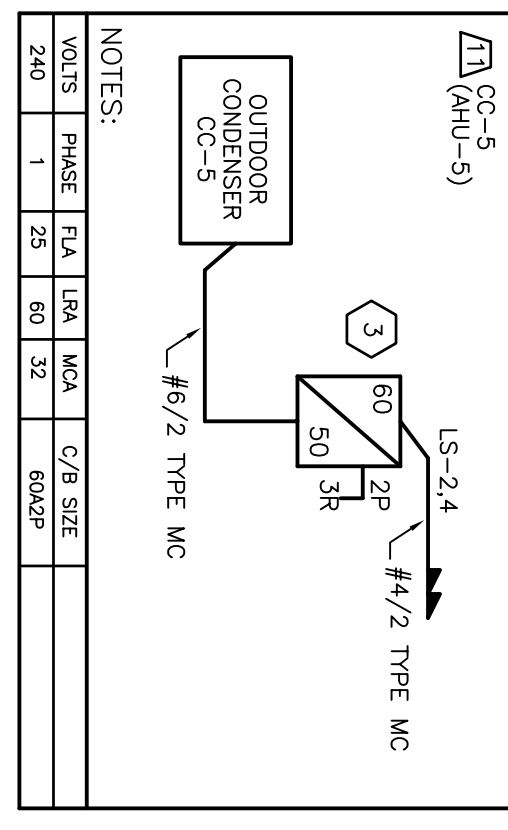 11
CC-5
(AHU-5)
LS-2,4
#4/2 TYPE MC
3
60
50
2P
3R
OUTDOOR
CONDENSER
CC-5
#6/2 TYPE MC
NOTES:
VOLTS PHASE FLA LRA MCA C/B SIZE
240 1 25 60 32 60A2P